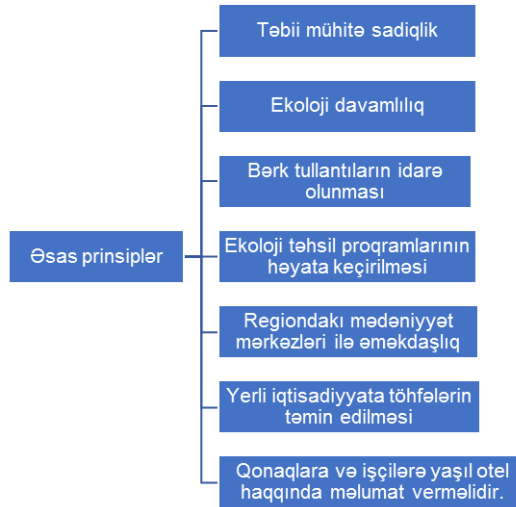 Təbii mühitə sadiqlik
Ekoloji davamlılıq
Bərk tullantıların idarə
olunması
Əsas prinsiplər
Ekoloji təhsil proqramlarının
həyata keçirilməsi
Regiondakı mədəniyyət
mərkəzləri ilə əməkdaşlıq
Yerli iqtisadiyyata töhfələrin
təmin edilməsi
Qonaqlara və işçilərə yaşıl otel
haqqında məlumat verməlidir.